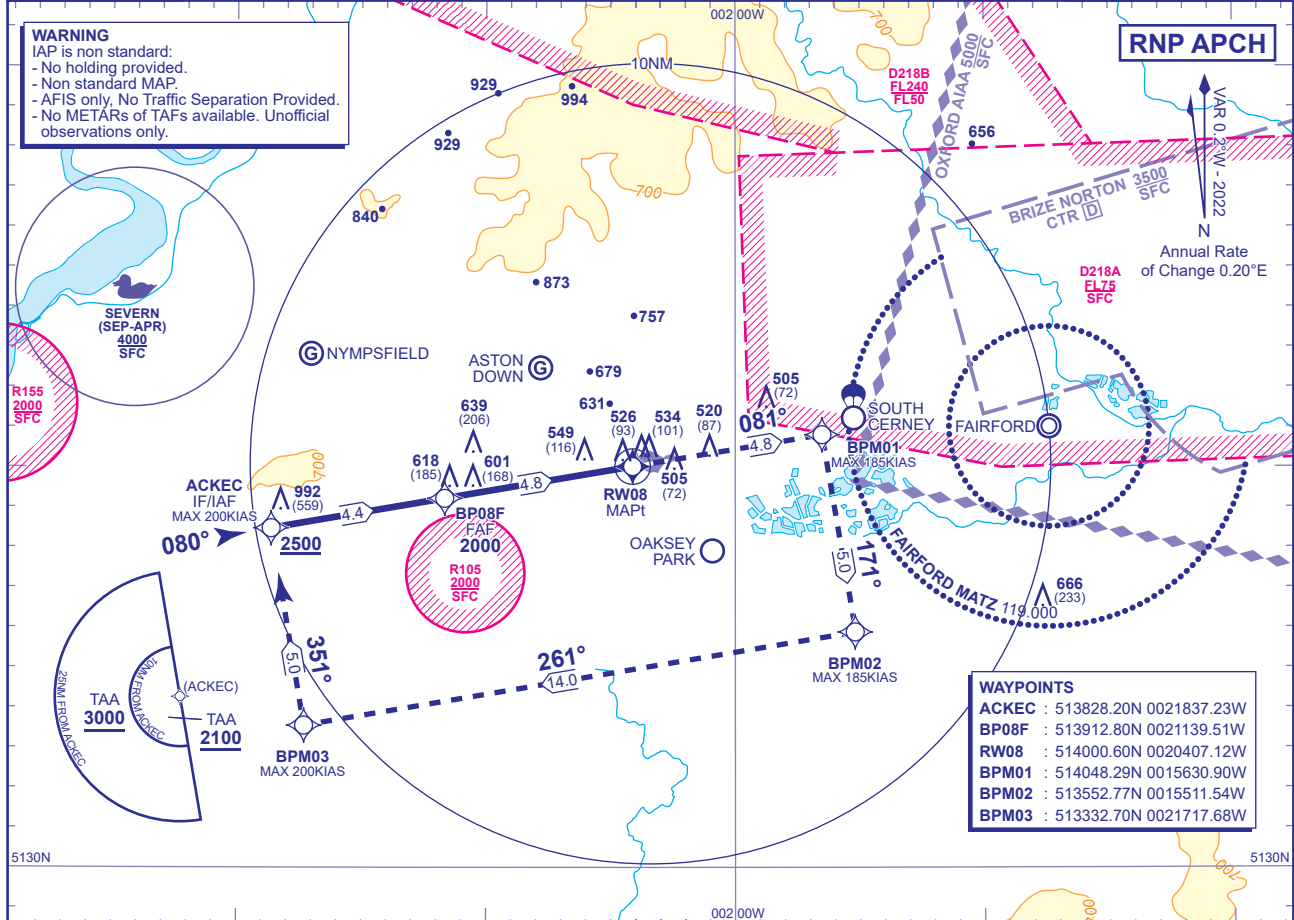 WARNING
IAP is non standard:
- No holding provided.
- Non standard MAP.
- AFIS only, No Traffic Separation Provided.
- No METARs of TAFs available. Unofficial
observations only.
002 00W
RNP APCH
10NM
700
D218B
FL240
FL50
OXFORD AIAA 5000
SFC
VAR 0.2°W - 2022
N
Annual Rate
of Change 0.20°E
929
994
929
656
700
840
BRIZE NORTON 3500
SFC
CTR D
D218A
FL75
SFC
873
757
SEVERN
(SEP-APR)
4000
SFC
G NYMPSFIELD
ASTON
DOWN
G
679
631
R155
2000
SFC
505
(72)
SOUTH
CERNEY
FAIRFORD
639
(206)
549
(116)
526
(93)
534
(101)
520
(87)
081°
4.8
BPM01
MAX 185KIAS
618
(185)
601
(168)
4.8
505
(72)
RW08
MAPt
700
ACKEC
IF/IAF
MAX 200KIAS
992
(559)
4.4
BP08F
FAF
2000
080°
2500
R105
2000
SFC
OAKSEY
PARK
171°
5.0
FAIRFORD MATZ 119.000
666
(233)
351°
5.0
261°
14.0
BPM02
MAX 185KIAS
25NM FROM ACKEC
TAA
3000
10NM FROM ACKEC
(ACKEC)
TAA
2100
BPM03
MAX 200KIAS
WAYPOINTS
ACKEC : 513828.20N 0021837.23W
BP08F : 513912.80N 0021139.51W
RW08 : 514000.60N 0020407.12W
BPM01 : 514048.29N 0015630.90W
BPM02 : 513552.77N 0015511.54W
BPM03 : 513332.70N 0021717.68W
5130N
5130N
700
002 00W